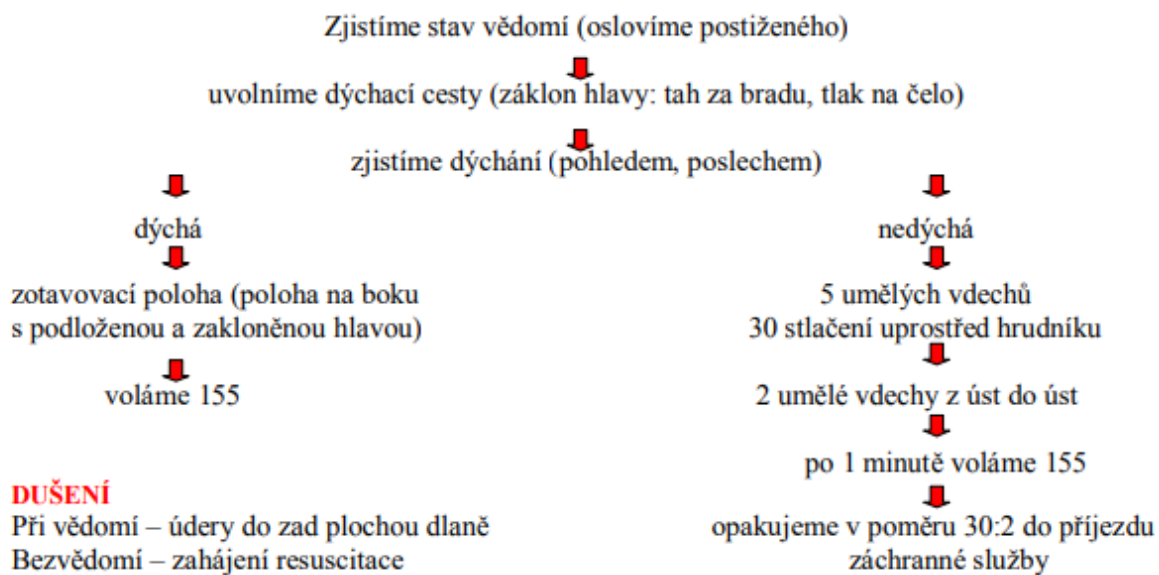 Zjistíme stav vědomí (oslovíme postiženého)
uvolníme dýchací cesty (záklon hlavy: tah za bradu, tlak na čelo)
zjistíme dýchání (pohledem, poslechem)
dýchá
nedýchá
zotavovací poloha (poloha na boku
s podloženou a zakloněnou hlavou)
voláme 155
5 umělých vdechů
30 stlačení uprostřed hrudníku
2 umělé vdechy z úst do úst
po 1 minutě voláme 155
opakujeme v poměru 30:2 do příjezdu
záchranné služby
DUŠENÍ
Při vědomí – údery do zad plochou dlaně
Bezvědomí – zahájení resuscitace